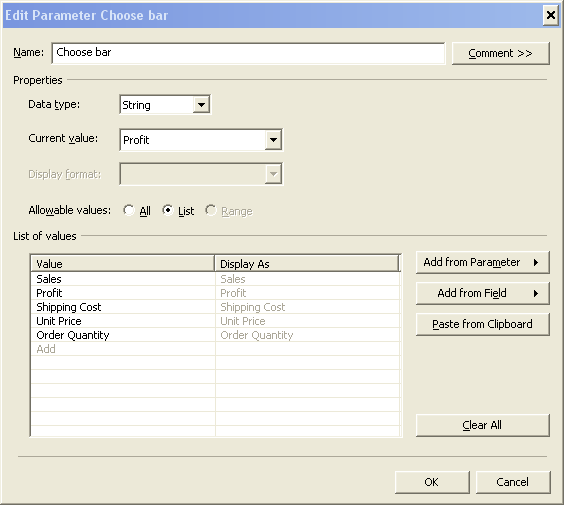 Edit Parameter Choose bar
Name: Choose bar Comment >>
Properties
Data type: String
Current value: Profit
Display format:
Allowable values: All List Range
List of values
Value Display As
Sales Sales
Profit Profit
Shipping Cost Shipping Cost
Unit Price Unit Price
Order Quantity Order Quantity
Add
Add from Parameter
Add from Field
Paste from Clipboard
Clear All
OK Cancel